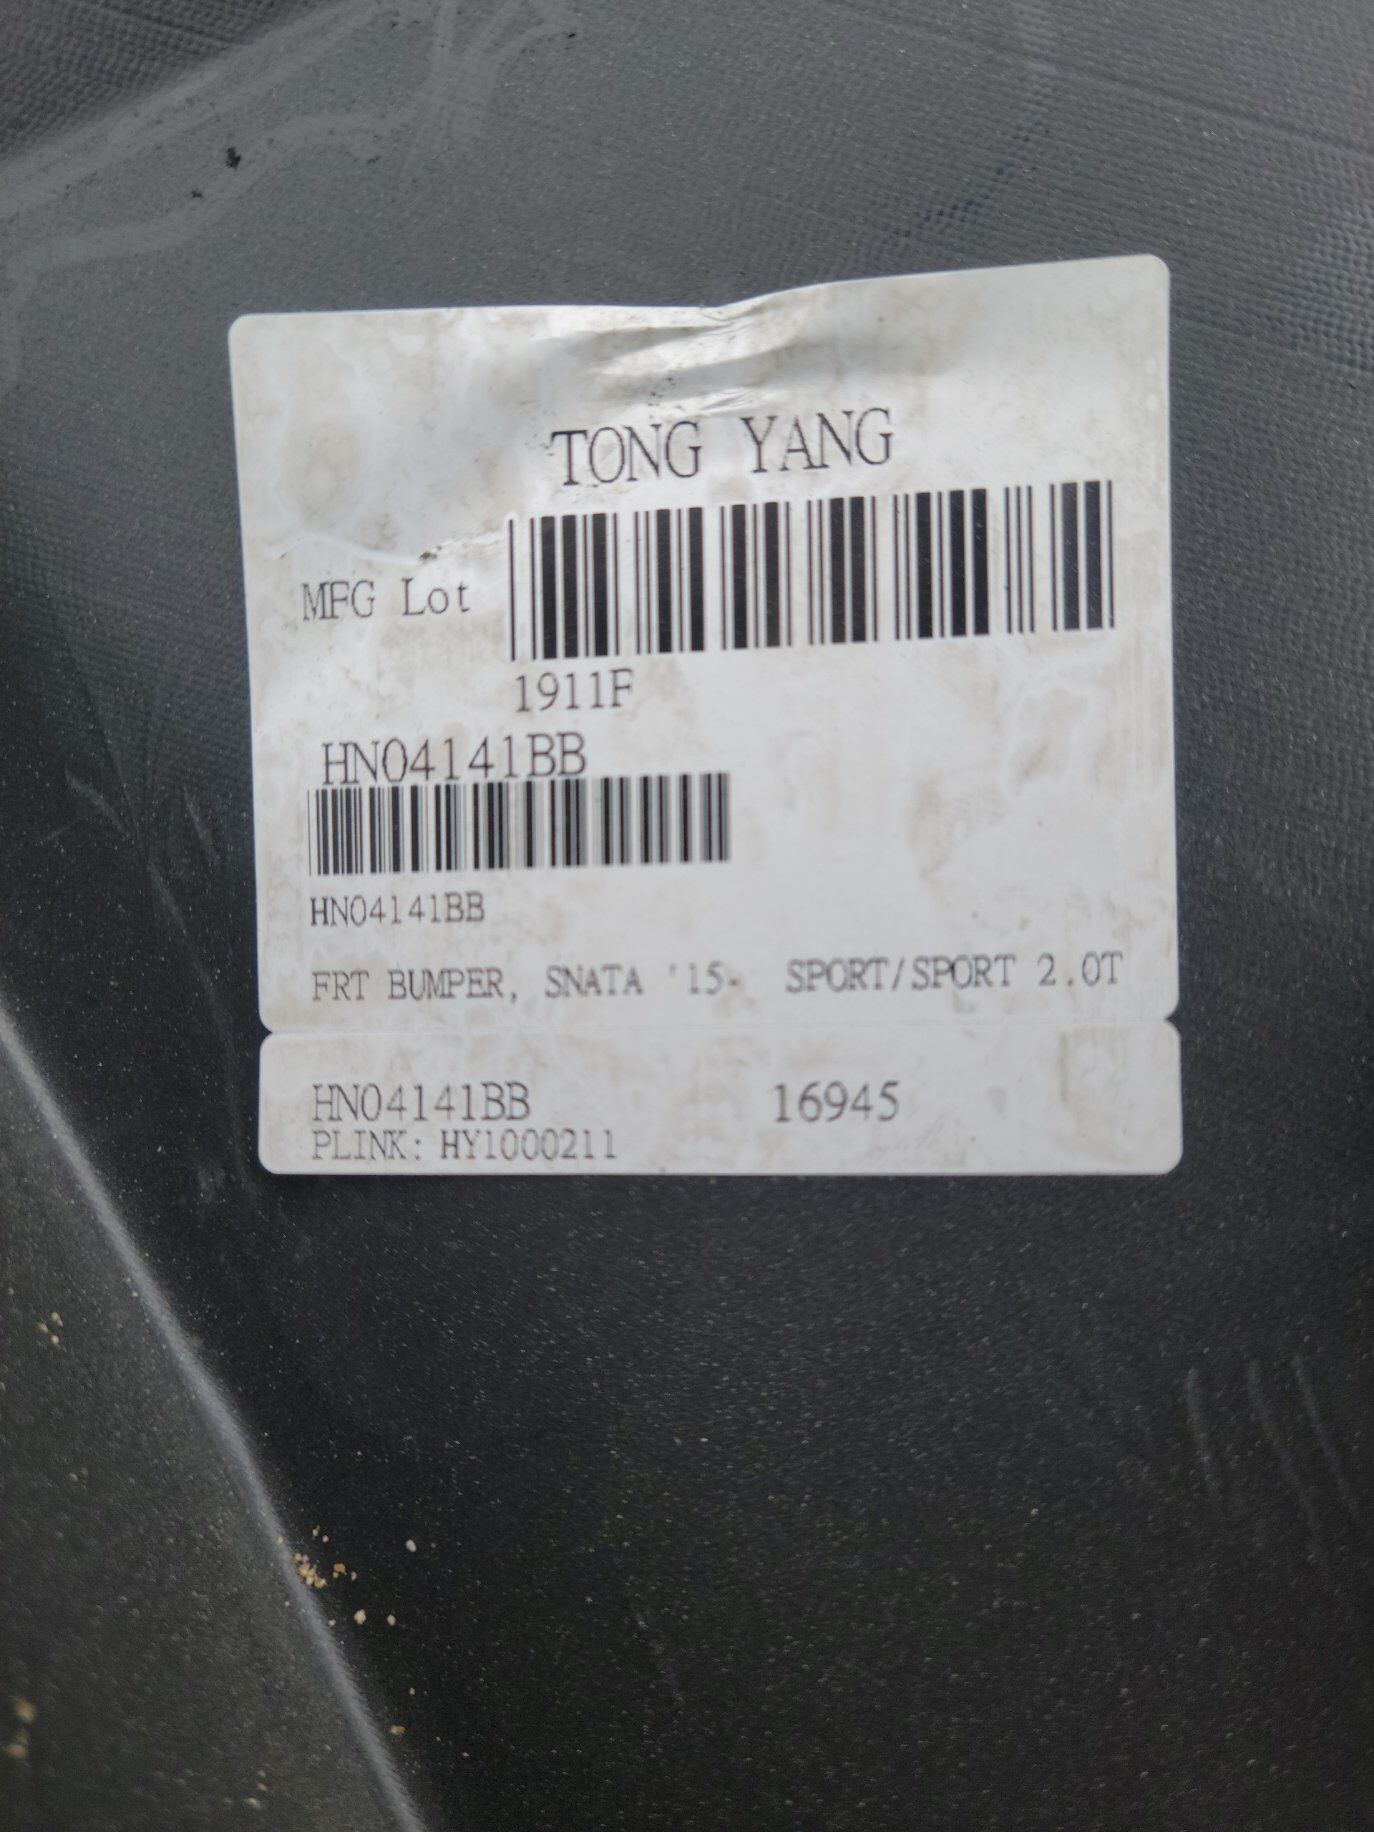 TONG YANG
MFG Lot
1911F
HN04141BB
HN04141BB
FRT BUMPER, SNATA '15- SPORT/SPORT 2.0T
HN04141BB 16945
PLINK: HY1000211